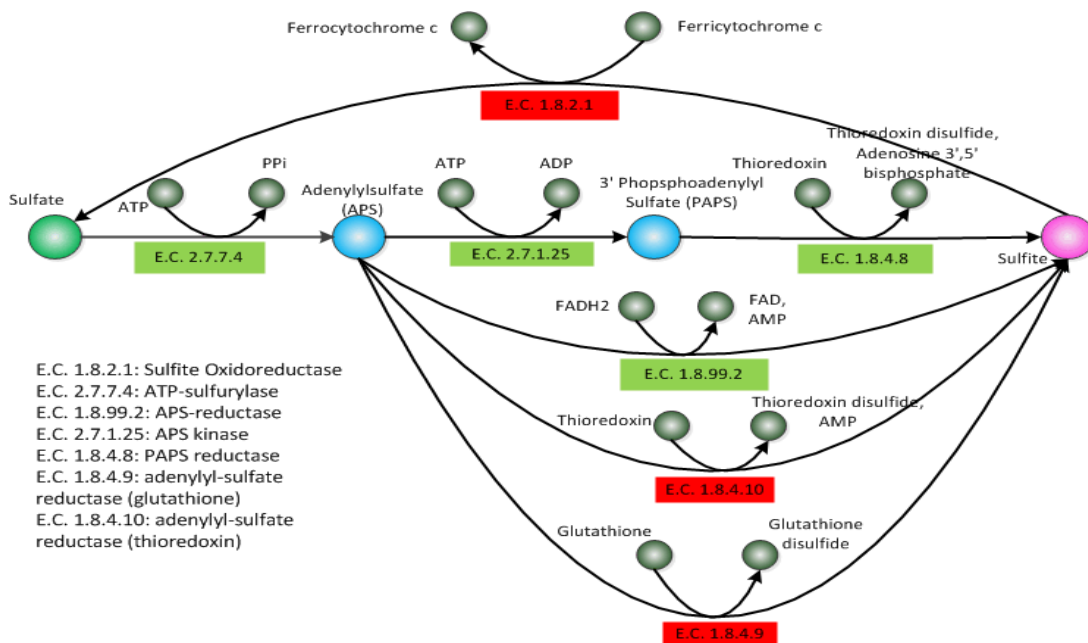 Ferrocytochrome c
Ferricytochrome c
E.C. 1.8.2.1
Sulfate
ATP
PPi
E.C. 2.7.7.4
Adenylylsulfate
(APS)
ATP
ADP
E.C. 2.7.1.25
3' Phopsphoadenylyl
Sulfate (PAPS)
Thioredoxin
Thioredoxin disulfide,
Adenosine 3',5'
bisphosphate
E.C. 1.8.4.8
Sulfite
FADH2
FAD,
AMP
E.C. 1.8.99.2
Thioredoxin
Thioredoxin disulfide,
AMP
E.C. 1.8.4.10
Glutathione
Glutathione
disulfide
E.C. 1.8.4.9
E.C. 1.8.2.1: Sulfite Oxidoreductase
E.C. 2.7.7.4: ATP-sulfurylase
E.C. 1.8.99.2: APS-reductase
E.C. 2.7.1.25: APS kinase
E.C. 1.8.4.8: PAPS reductase
E.C. 1.8.4.9: adenylyl-sulfate
reductase (glutathione)
E.C. 1.8.4.10: adenylyl-sulfate
reductase (thioredoxin)